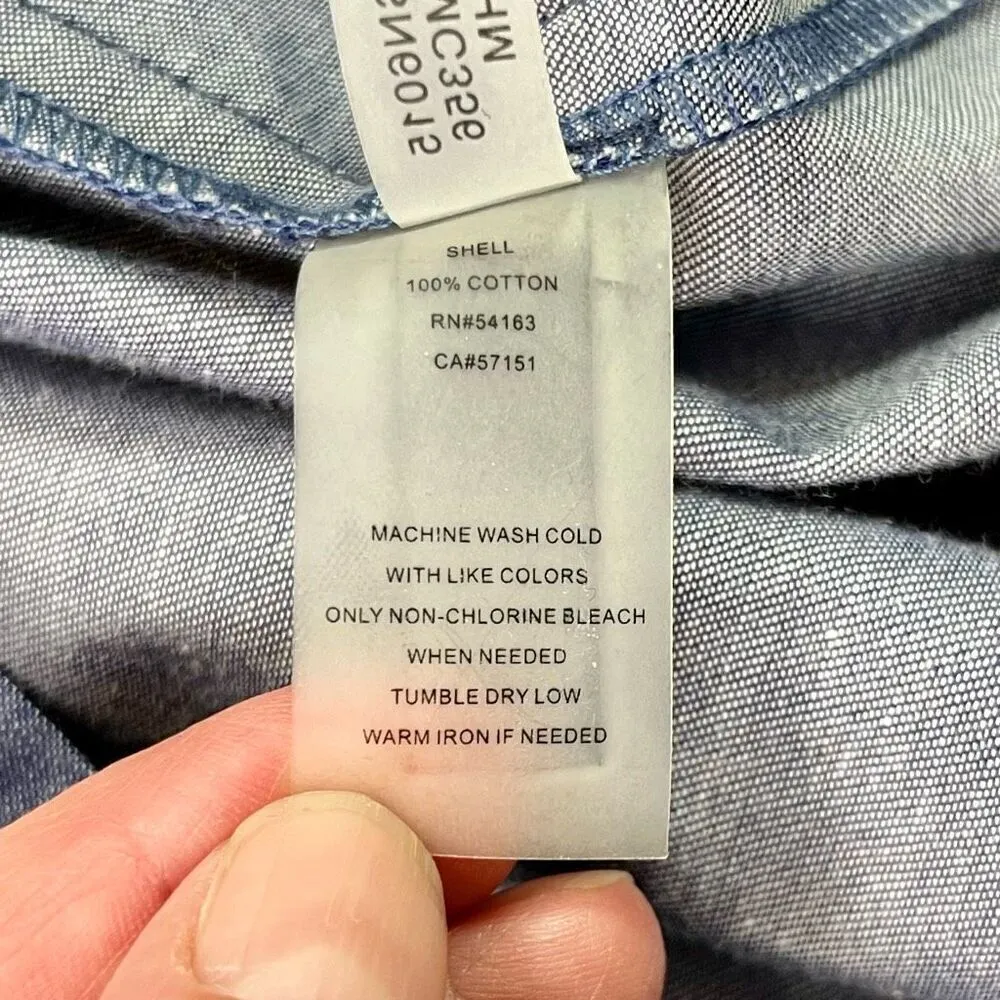 SHELL
100% COTTON
RN#54163
CA#57151
MACHINE WASH COLD
WITH LIKE COLORS
ONLY NON-CHLORINE BLEACH
WHEN NEEDED
TUMBLE DRY LOW
WARM IRON IF NEEDED